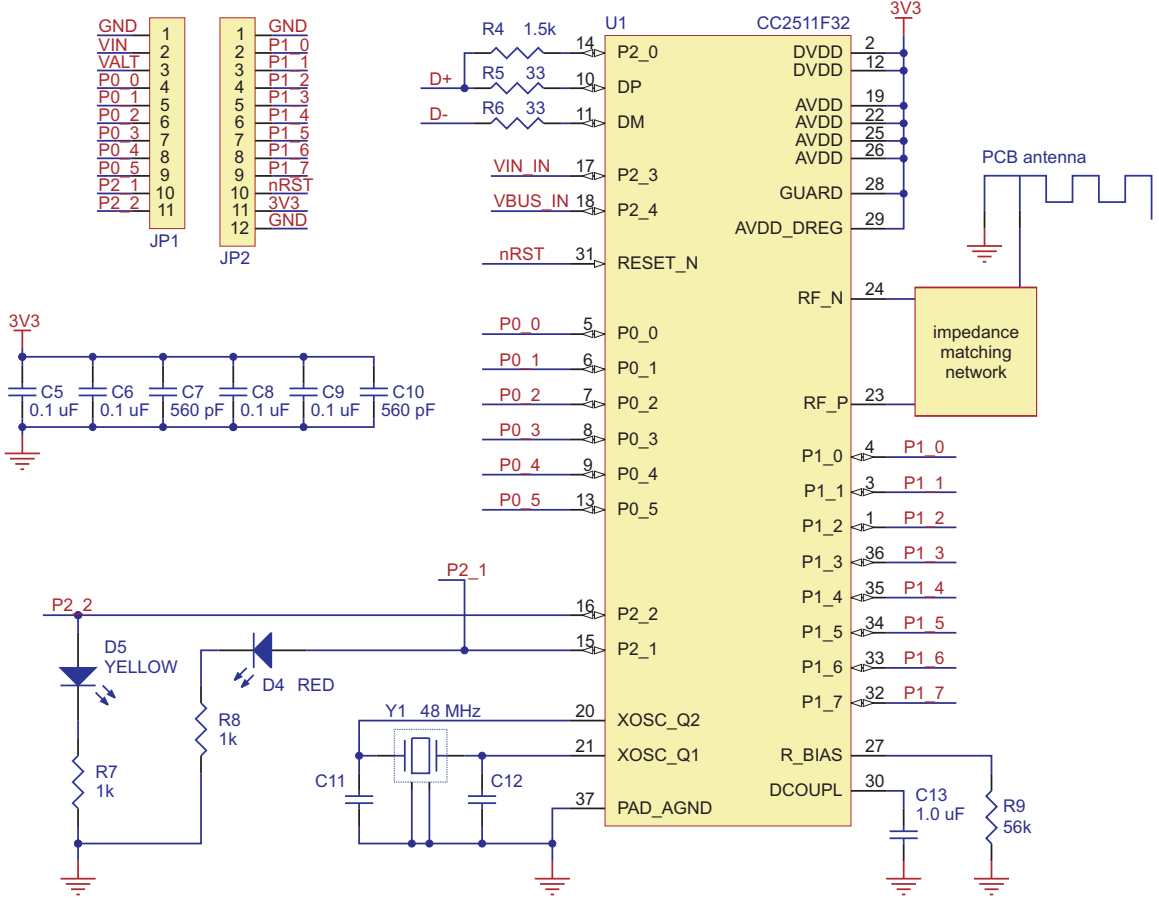 GND 1
VIN 2
VALT 3
P0_0 4
P0_1 5
P0_2 6
P0_3 7
P0_4 8
P0_5 9
P2_1 10
P2_2 11
JP1
1 GND
2 P1_0
3 P1_1
4 P1_2
5 P1_3
6 P1_4
7 P1_5
8 P1_6
9 P1_7
10 nRST
11 3V3
12 GND
JP2
3V3
C5
0.1 uF
C6
0.1 uF
C7
560 pF
C8
0.1 uF
C9
0.1 uF
C10
560 pF
U1
CC2511F32
R4 1.5k
14 P2_0
D+
R5 33
10 DP
D-
R6 33
11 DM
VIN_IN 17 P2_3
VBUS_IN 18 P2_4
nRST 31 RESET_N
P0_0 5 P0_0
P0_1 6 P0_1
P0_2 7 P0_2
P0_3 8 P0_3
P0_4 9 P0_4
P0_5 13 P0_5
P2_1
P2_2 16 P2_2
15 P2_1
D5
YELLOW
D4 RED
R8
1k
R7
1k
Y1 48 MHz
20 XOSC_Q2
21 XOSC_Q1
C11
C12
37 PAD_AGND
3V3
DVDD 2
DVDD 12
AVDD 19
AVDD 22
AVDD 25
AVDD 26
GUARD 28
AVDD_DREG 29
PCB antenna
RF_N 24
impedance
matching
network
RF_P 23
P1_0 4 P1_0
P1_1 3 P1_1
P1_2 1 P1_2
P1_3 36 P1_3
P1_4 35 P1_4
P1_5 34 P1_5
P1_6 33 P1_6
P1_7 32 P1_7
R_BIAS 27
DCOUPL 30
C13
1.0 uF
R9
56k